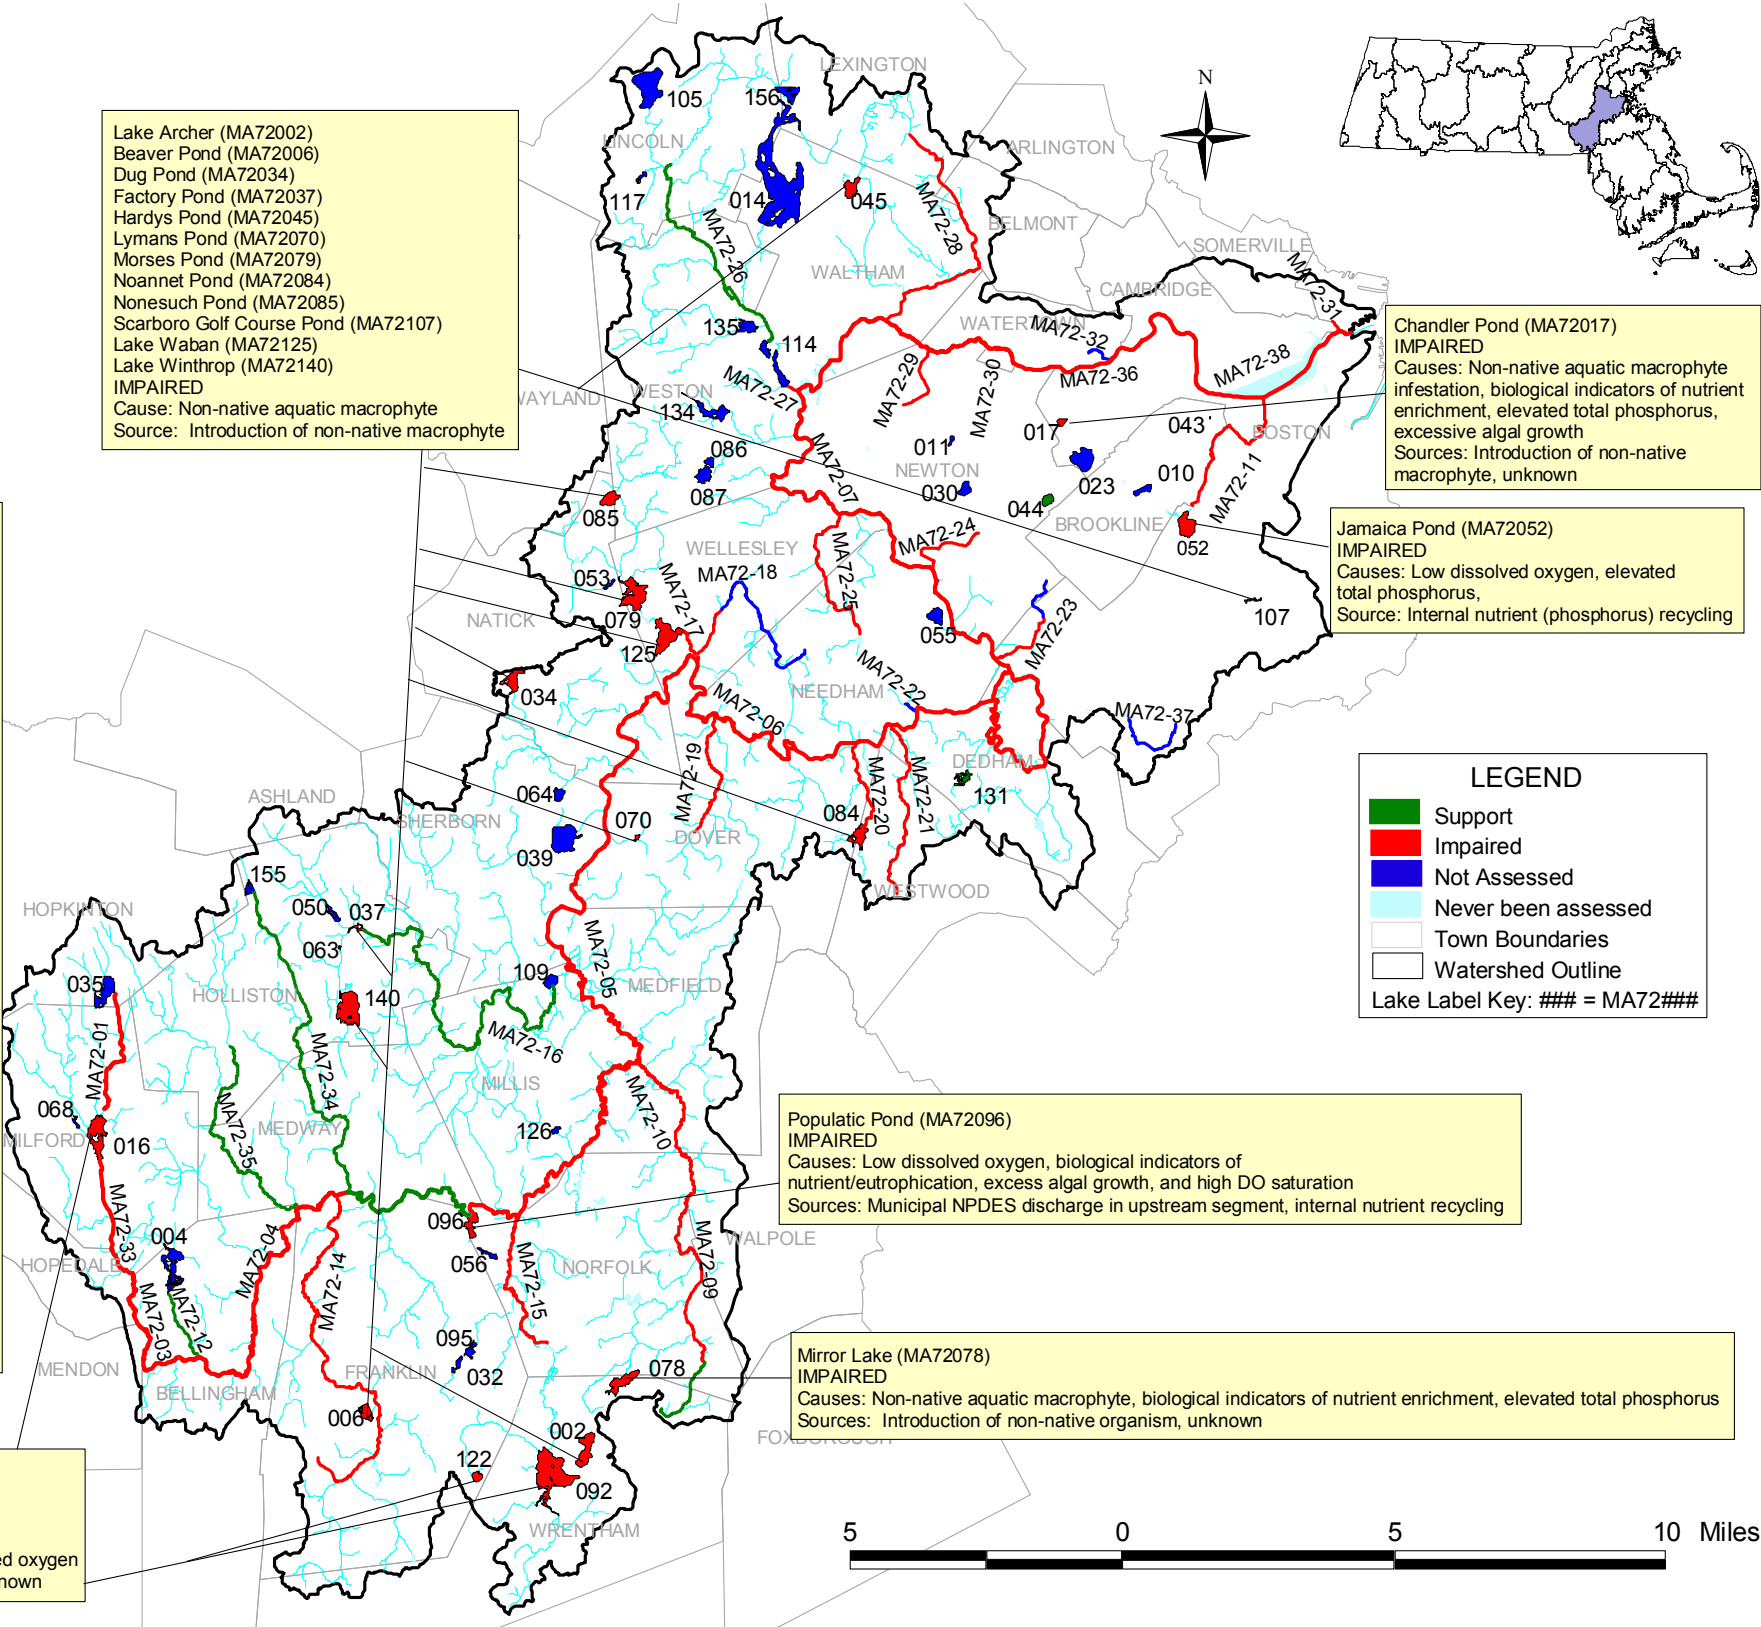 LEXINGTON
105
156
N
LINCOLN
ARLINGTON
117
014
045
MA72-28
MA72-26
BELMONT
SOMERVILLE
WALTHAM
MA72-31
CAMBRIDGE
Lake Archer (MA72002)
Beaver Pond (MA72006)
Dug Pond (MA72034)
Factory Pond (MA72037)
Hardys Pond (MA72045)
Lymans Pond (MA72070)
Morses Pond (MA72079)
Noannet Pond (MA72084)
Nonesuch Pond (MA72085)
Scarboro Golf Course Pond (MA72107)
Lake Waban (MA72125)
Lake Winthrop (MA72140)
IMPAIRED
Cause: Non-native aquatic macrophyte
Source: Introduction of non-native macrophyte
135
114
WATERTOWN
MA72-32
MA72-36
MA72-38
MA72-29
MA72-30
MA72-27
WESTON
WAYLAND
134
Chandler Pond (MA72017)
IMPAIRED
Causes: Non-native aquatic macrophyte
infestation, biological indicators of nutrient
enrichment, elevated total phosphorus,
excessive algal growth
Sources: Introduction of non-native
macrophyte, unknown
017
043
BOSTON
011
086
087
MA72-07
NEWTON
030
023
010
044
MA72-11
BROOKLINE
052
085
Jamaica Pond (MA72052)
IMPAIRED
Causes: Low dissolved oxygen, elevated
total phosphorus,
Source: Internal nutrient (phosphorus) recycling
MA72-24
WELLESLEY
MA72-18
MA72-25
053
MA72-17
079
NATICK
125
055
107
MA72-23
MA72-22
034
NEEDHAM
MA72-06
MA72-37
MA72-19
DEDHAM
MA72-20
MA72-21
131
064
ASHLAND
SHERBORN
070
084
DOVER
039
WESTWOOD
LEGEND
Support
Impaired
Not Assessed
Never been assessed
Town Boundaries
Watershed Outline
Lake Label Key: ### = MA72###
155
HOPKINTON
050
037
063
MA72-05
109
MEDFIELD
035
HOLLISTON
140
MA72-01
MA72-16
MA72-34
MILLIS
MA72-10
068
MILFORD
016
MA72-35
MEDWAY
126
Populatic Pond (MA72096)
IMPAIRED
Causes: Low dissolved oxygen, biological indicators of
nutrient/eutrophication, excess algal growth, and high DO saturation
Sources: Municipal NPDES discharge in upstream segment, internal nutrient recycling
MA72-33
004
096
056
MA72-04
MA72-14
MA72-15
NORFOLK
MA72-09
WALPOLE
HOPEDALE
MA72-03
MA72-12
095
032
MENDON
BELLINGHAM
FRANKLIN
078
Mirror Lake (MA72078)
IMPAIRED
Causes: Non-native aquatic macrophyte, biological indicators of nutrient enrichment, elevated total phosphorus
Sources: Introduction of non-native organism, unknown
006
002
FOXBOROUGH
122
092
WRENTHAM
ed oxygen
nown
5 0 5 10 Miles